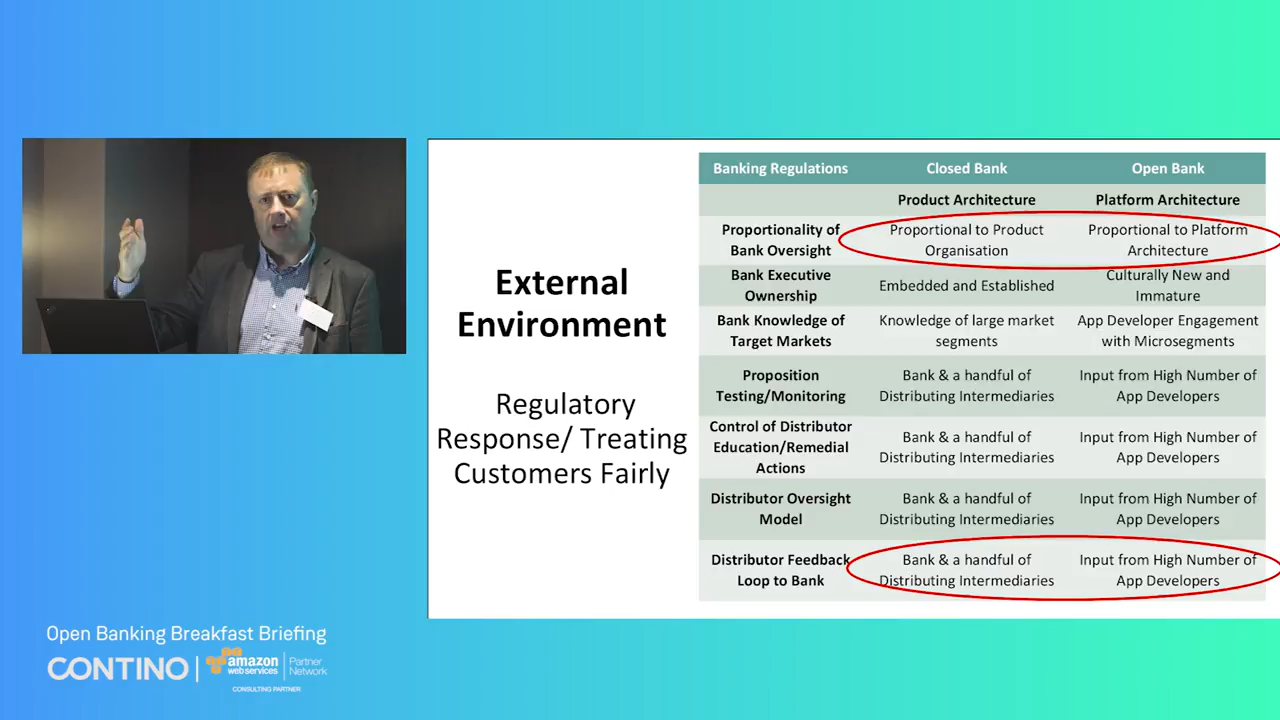 External
Environment
Regulatory
Response/ Treating
Customers Fairly
Banking Regulations
Closed Bank
Open Bank
Product Architecture
Platform Architecture
Proportionality of
Bank Oversight
Proportional to Product
Organisation
Proportional to Platform
Architecture
Bank Executive
Ownership
Embedded and Established
Culturally New and
Immature
Bank Knowledge of
Target Markets
Knowledge of large market
segments
App Developer Engagement
with Microsegments
Proposition
Testing/Monitoring
Bank & a handful of
Distributing Intermediaries
Input from High Number of
App Developers
Control of Distributor
Education/Remedial
Actions
Bank & a handful of
Distributing Intermediaries
Input from High Number of
App Developers
Distributor Oversight
Model
Bank & a handful of
Distributing Intermediaries
Input from High Number of
App Developers
Distributor Feedback
Loop to Bank
Bank & a handful of
Distributing Intermediaries
Input from High Number of
App Developers
Open Banking Breakfast Briefing
CONTINO
amazon
web services
Partner
Network
CONSULTING PARTNER